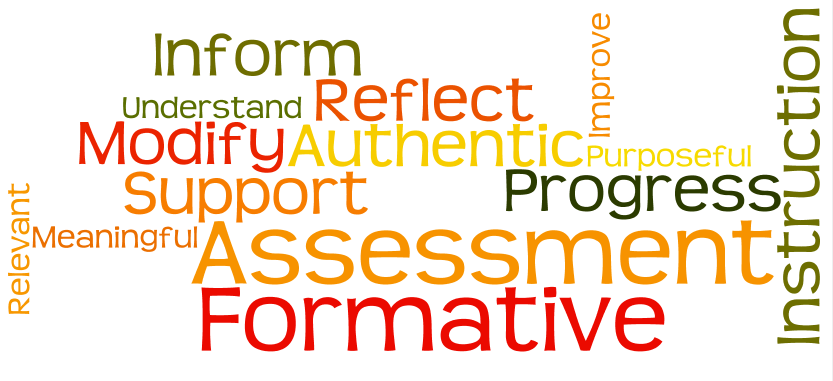 Inform
Improve
Instruction
Understand
Reflect
Modify
Authentic
Purposeful
Support
Progress
Relevant
Meaningful
Assessment
Formative